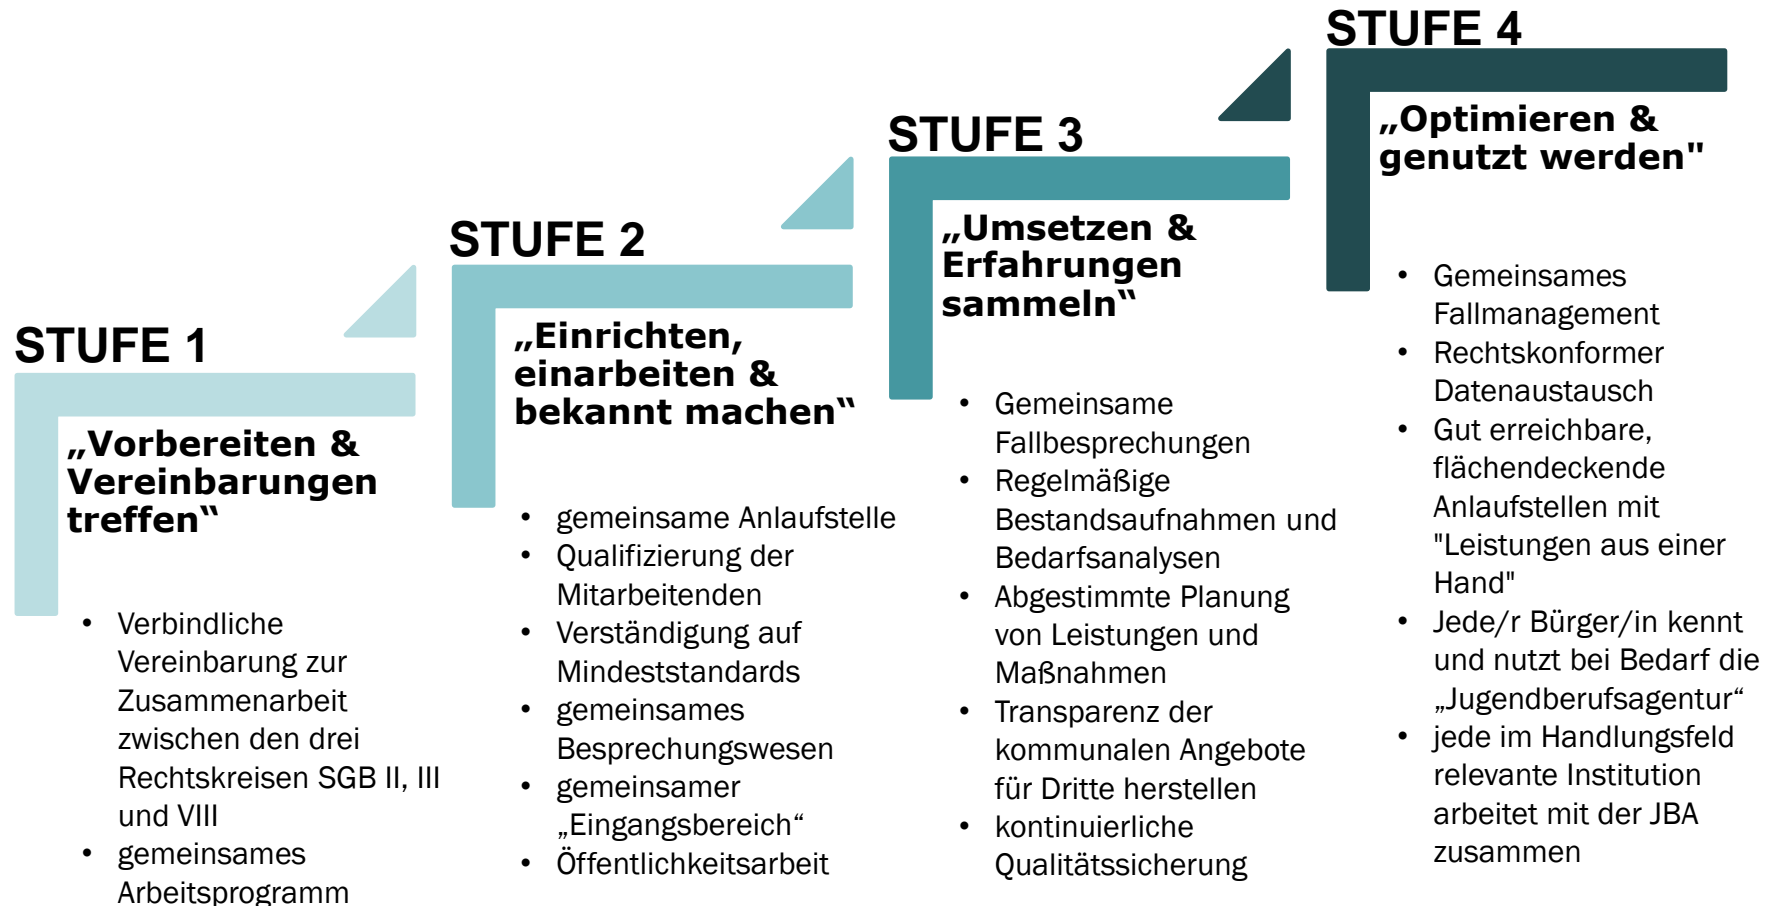 STUFE 1
„Vorbereiten &
Vereinbarungen
treffen“
• Verbindliche
Vereinbarung zur
Zusammenarbeit
zwischen den drei
Rechtskreisen SGB II, III
und VIII
• gemeinsames
Arbeitsprogramm
STUFE 2
„Einrichten,
einarbeiten &
bekannt machen“
• gemeinsame Anlaufstelle
• Qualifizierung der
Mitarbeitenden
• Verständigung auf
Mindeststandards
• gemeinsames
Besprechungswesen
• gemeinsamer
„Eingangsbereich“
• Öffentlichkeitsarbeit
STUFE 3
„Umsetzen &
Erfahrungen
sammeln“
• Gemeinsame
Fallbesprechungen
• Regelmäßige
Bestandsaufnahmen und
Bedarfsanalysen
• Abgestimmte Planung
von Leistungen und
Maßnahmen
• Transparenz der
kommunalen Angebote
für Dritte herstellen
• kontinuierliche
Qualitätssicherung
STUFE 4
„Optimieren &
genutzt werden"
• Gemeinsames
Fallmanagement
• Rechtskonformer
Datenaustausch
• Gut erreichbare,
flächendeckende
Anlaufstellen mit
"Leistungen aus einer
Hand"
• Jede/r Bürger/in kennt
und nutzt bei Bedarf die
„Jugendberufsagentur“
• jede im Handlungsfeld
relevante Institution
arbeitet mit der JBA
zusammen